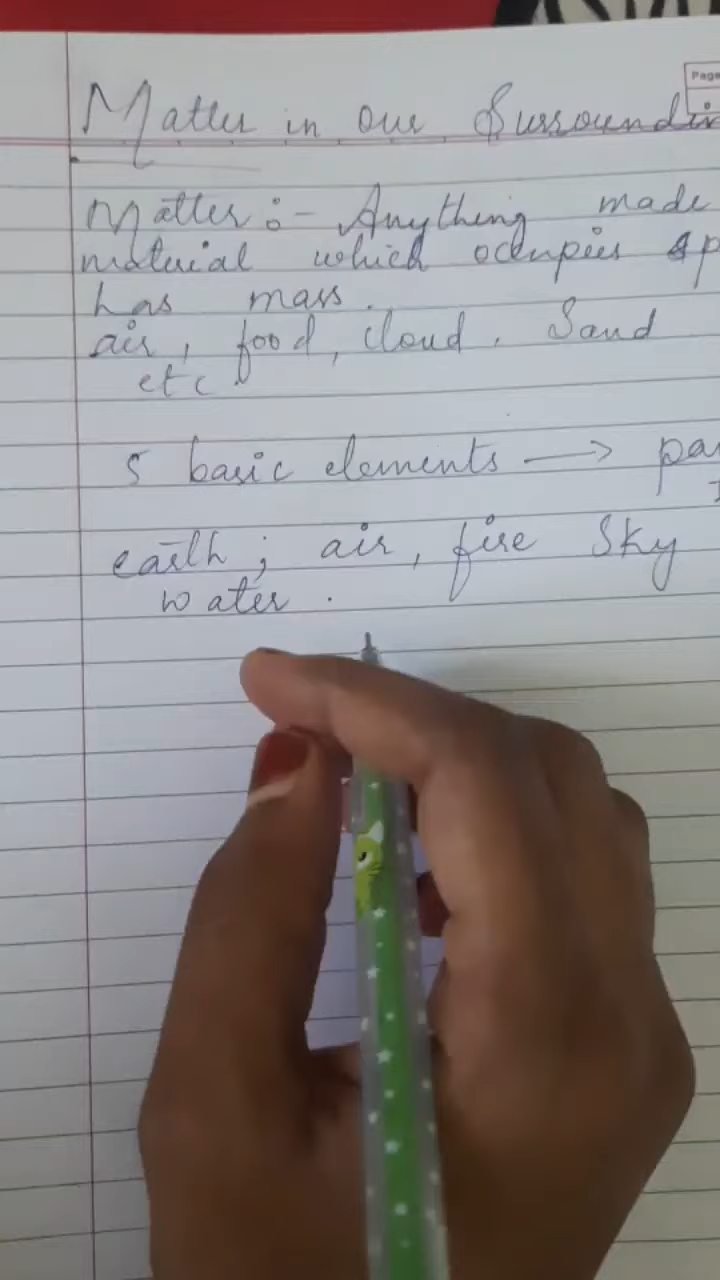 Page
Matter in our Surroundin
Matter :- Anything made
material which occupies sp
has mass.
air, food, cloud, Sand
etc.
5 basic elements → pa
earth; air, fire Sky
water.